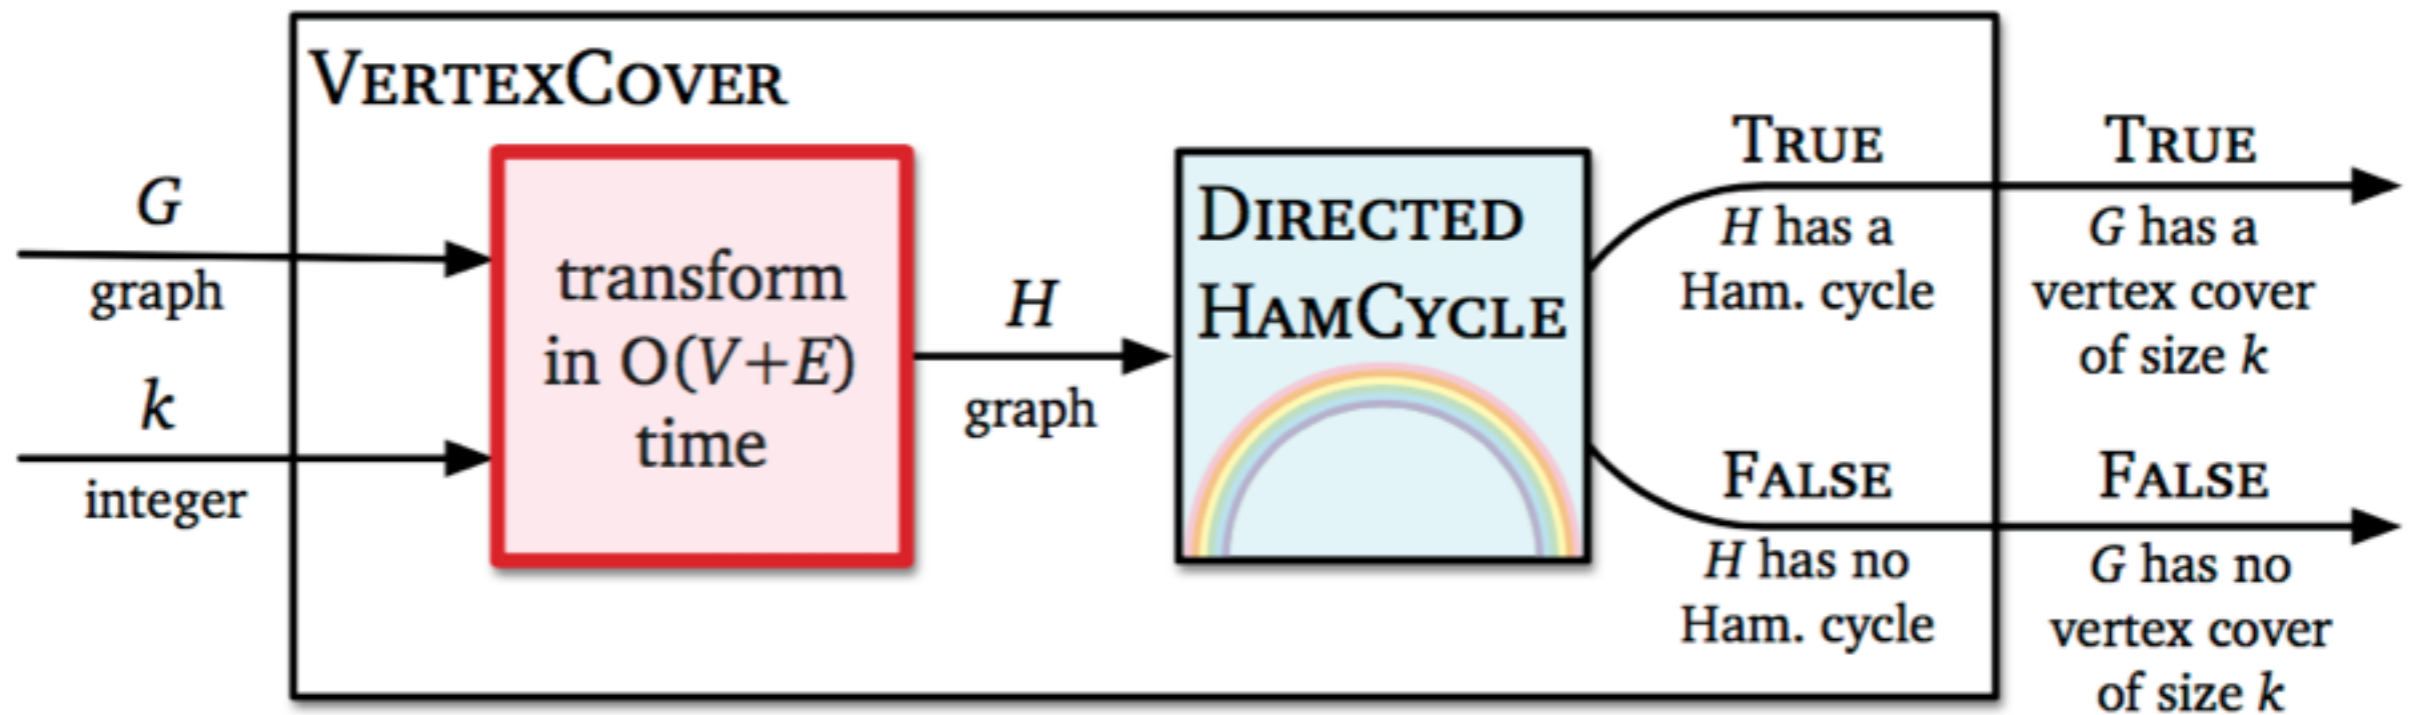 VERTEXCOVER
G
graph
k
integer
transform
in O(V+E)
time
H
graph
DIRECTED
HAMCYCLE
TRUE
H has a
Ham. cycle
FALSE
H has no
Ham. cycle
TRUE
G has a
vertex cover
of size k
FALSE
G has no
vertex cover
of size k